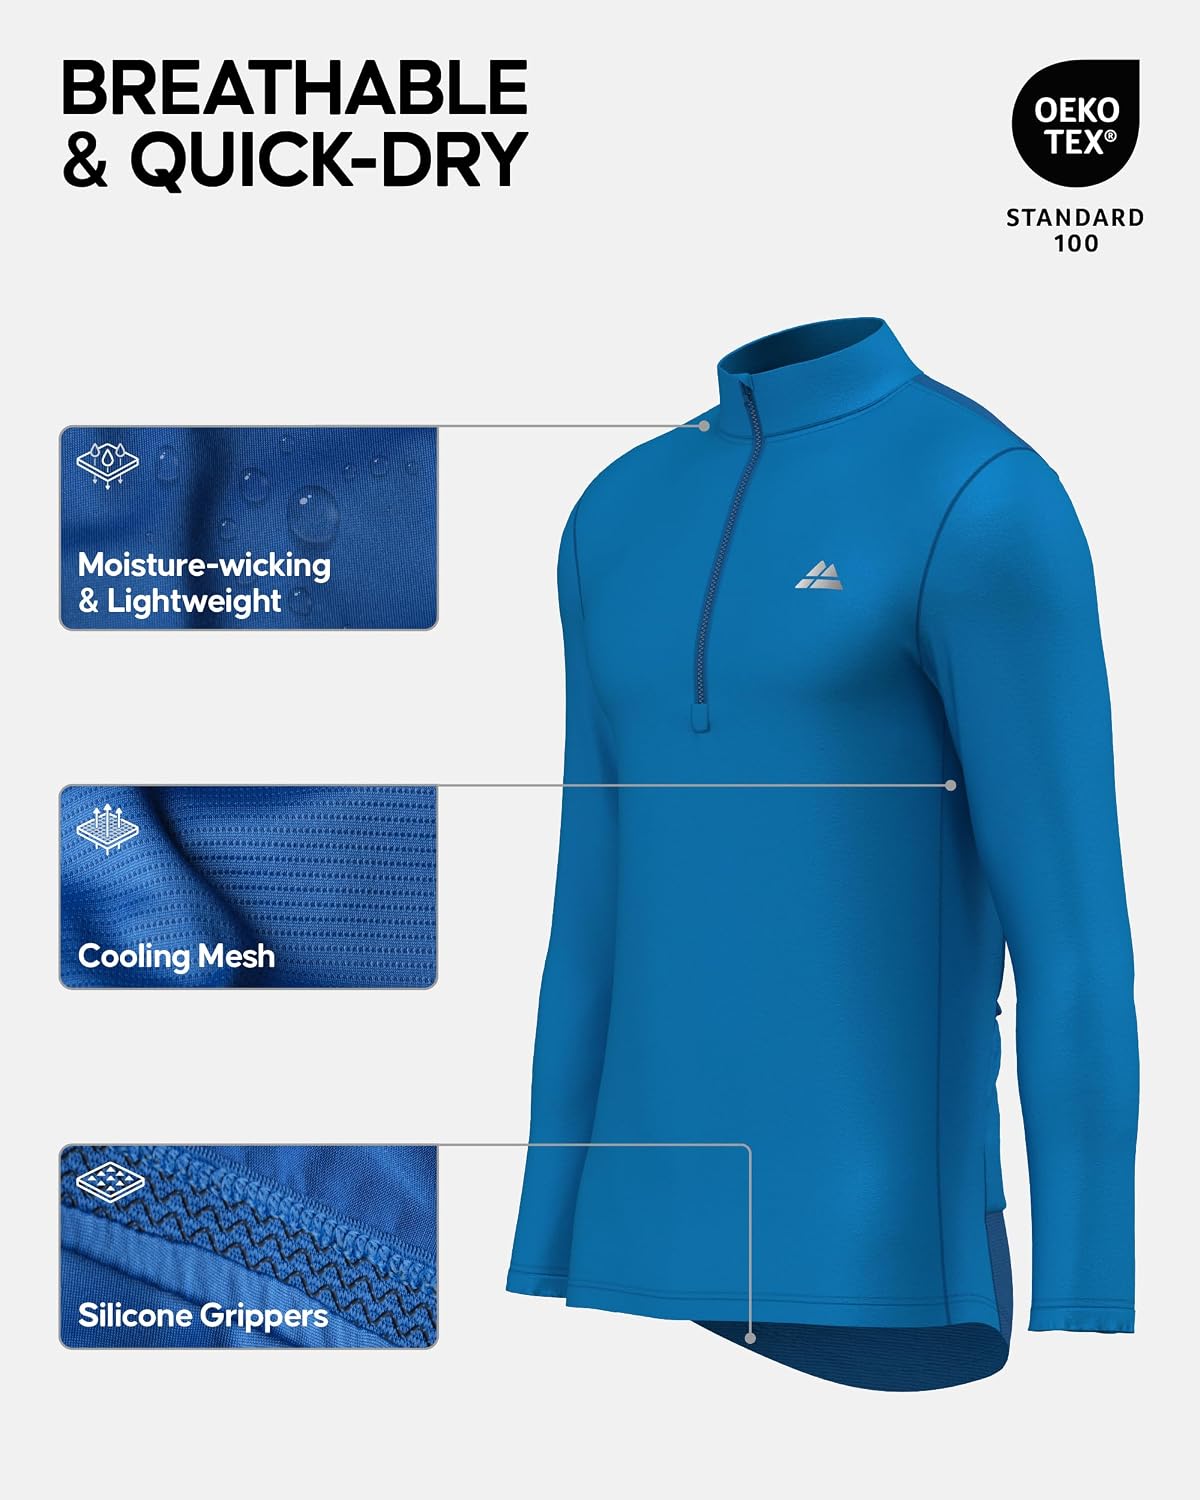 BREATHABLE
& QUICK-DRY
OEKO
TEX®
STANDARD
100
Moisture-wicking
& Lightweight
Cooling Mesh
Silicone Grippers